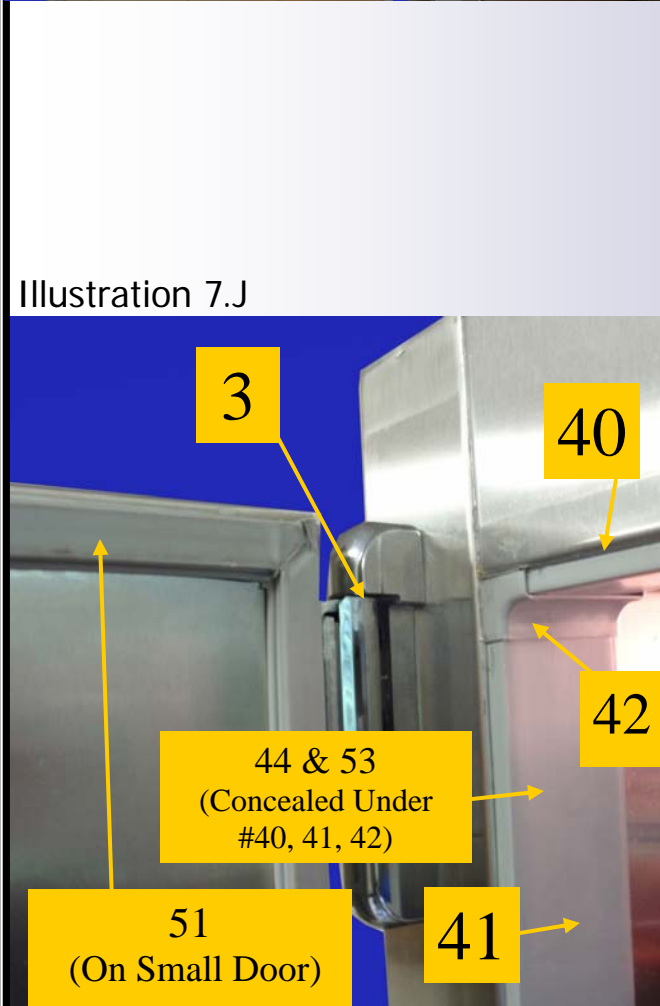 Illustration 7.J
3
40
42
44 & 53
(Concealed Under
#40, 41, 42)
51
(On Small Door)
41